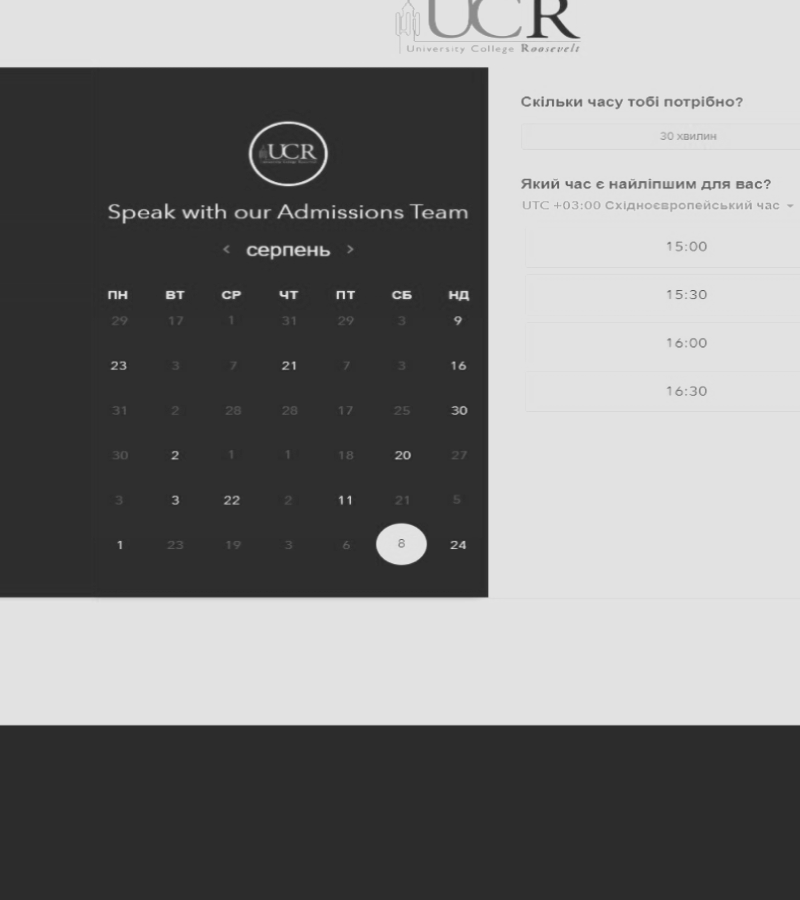 UCR
University College Roosevelt
UCR
Speak with our Admissions Team
< серпень >
ПН ВТ СР ЧТ ПТ СБ НД
29 17 1 31 29 3 9
23 3 7 21 7 3 16
31 2 28 28 17 25 30
30 2 1 1 18 20 27
3 3 22 2 11 21 5
1 23 19 3 6 8 24
Скільки часу тобі потрібно?
30 хвилин
Який час є найліпшим для вас?
UTC +03:00 Східноєвропейський час
15:00
15:30
16:00
16:30